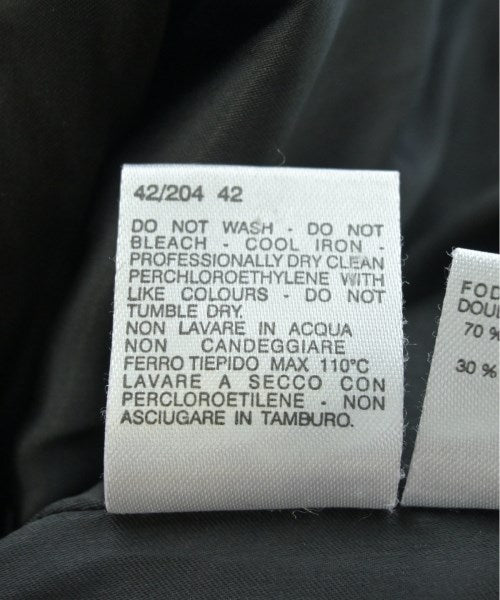 42/204 42
DO NOT WASH - DO NOT
BLEACH - COOL IRON -
PROFESSIONALLY DRY CLEAN
PERCHLOROETHYLENE WITH
LIKE COLOURS - DO NOT
TUMBLE DRY.
NON LAVARE IN ACQUA
NON CANDEGGIARE
FERRO TIEPIDO MAX 110°C
LAVARE A SECCO CON
PERCLOROETILENE - NON
ASCIUGARE IN TAMBURO.
70 %
30 %